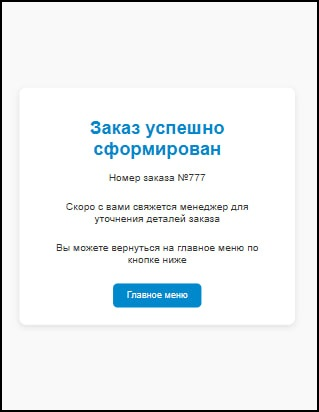 Заказ успешно
сформирован
Номер заказа №777
Скоро с вами свяжется менеджер для
уточнения деталей заказа
Вы можете вернуться на главное меню по
кнопке ниже
Главное меню